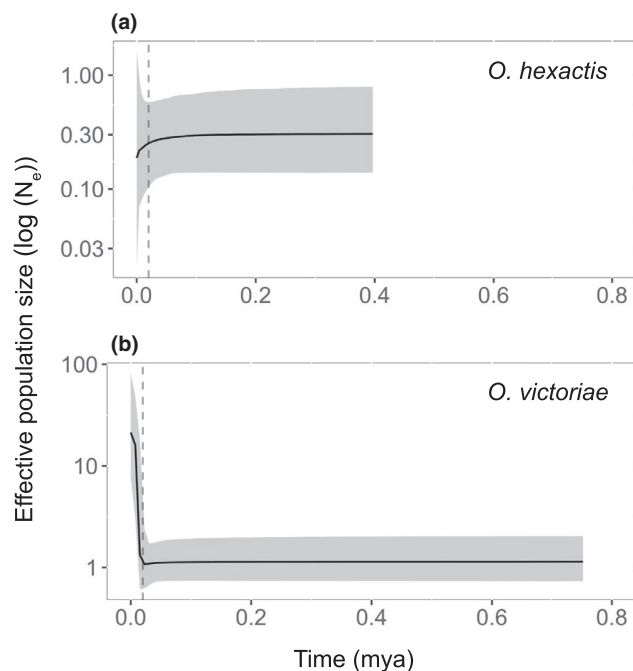 (a)
O. hexactis
1.00
0.30
0.10
0.03
0.0 0.2 0.4 0.6 0.8
(b)
O. victoriae
100
10
1
0.0 0.2 0.4 0.6 0.8
Effective population size (log (Ne))
Time (mya)